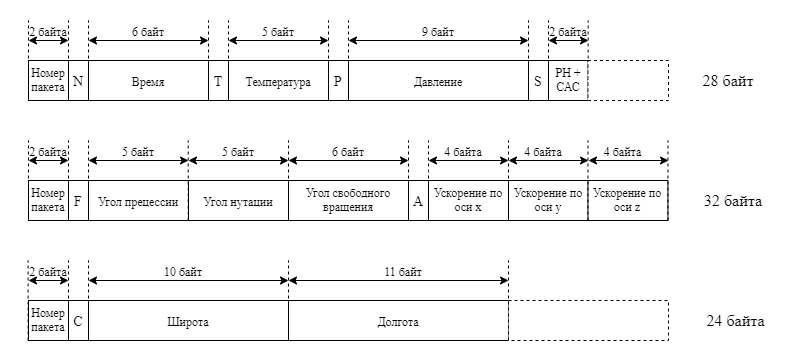 2 байта 6 байт 5 байт 9 байт 2 байта
Номер пакета N Время T Температура P Давление S РН + САС 28 байт
2 байта 5 байт 5 байт 6 байт 4 байта 4 байта 4 байта
Номер пакета F Угол прецессии Угол нутации Угол свободного вращения A Ускорение по оси x Ускорение по оси y Ускорение по оси z 32 байта
2 байта 10 байт 11 байт
Номер пакета C Широта Долгота 24 байта